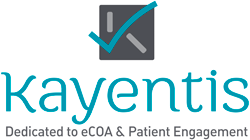 Kayentis
Dedicated to eCOA & Patient Engagement